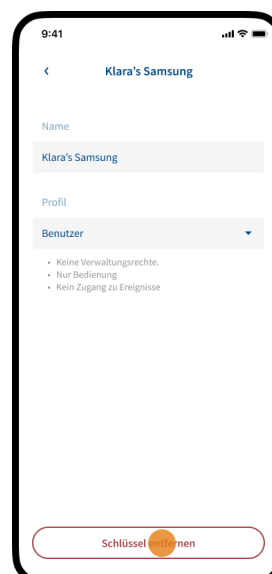 9:41
Klara’s Samsung
Name
Klara’s Samsung
Profil
Benutzer
• Keine Verwaltungsrechte.
• Nur Bedienung
• Kein Zugang zu Ereignisse
Schlüssel entfernen